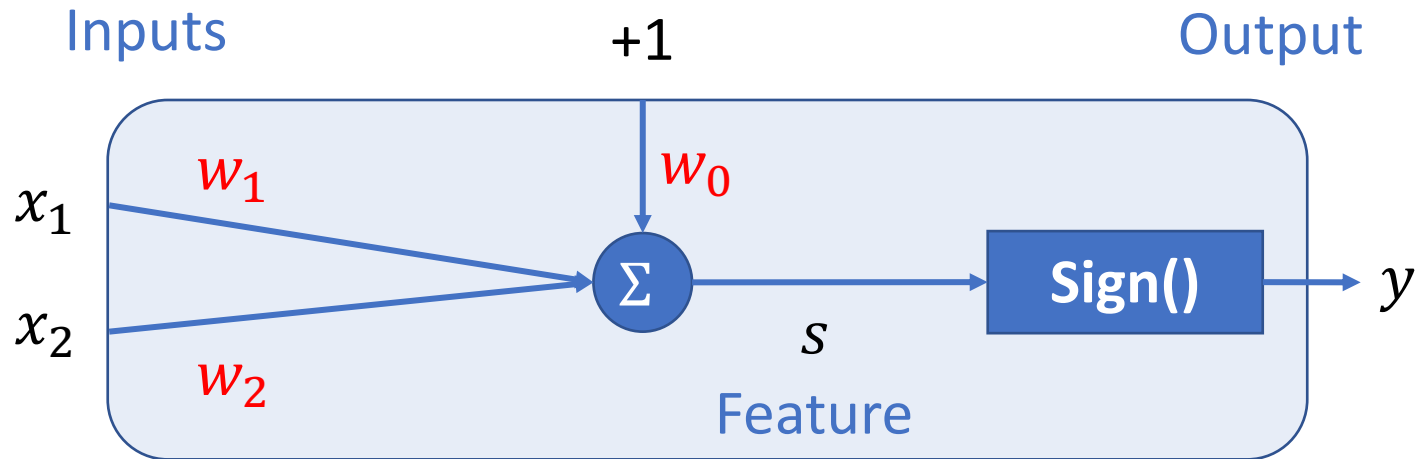 Inputs
+1
Output
w₁
w₀
x₁
Σ
Sign()
y
x₂
s
w₂
Feature